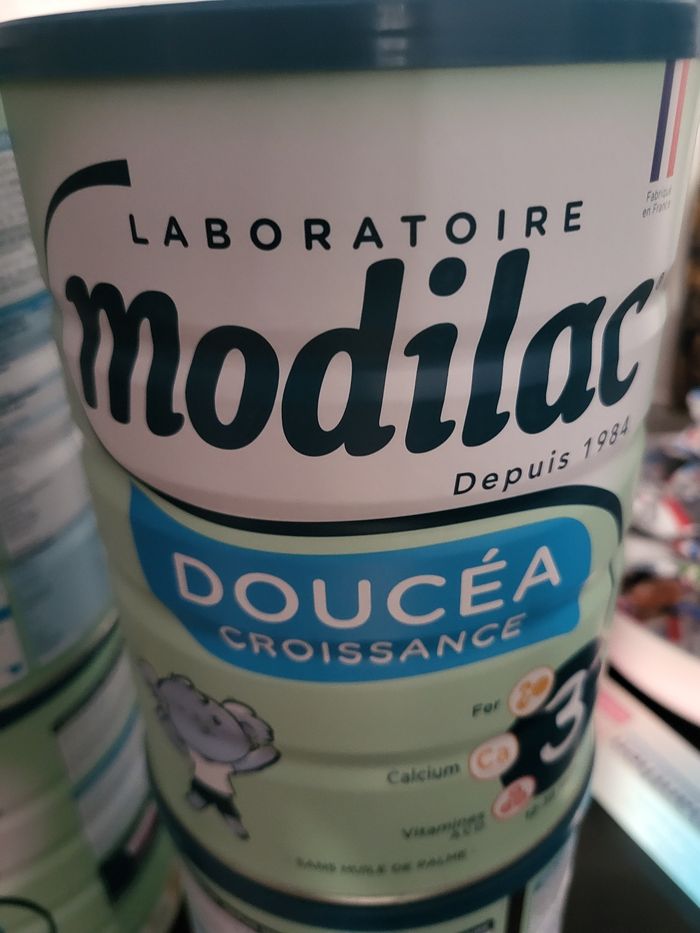 Fabriqué
en France
LABORATOIRE
modilac
Depuis 1984
DOUCÉA
CROISSANCE
Fer
3
Calcium
Ca
Vitamines
SANS HUILE DE PALME